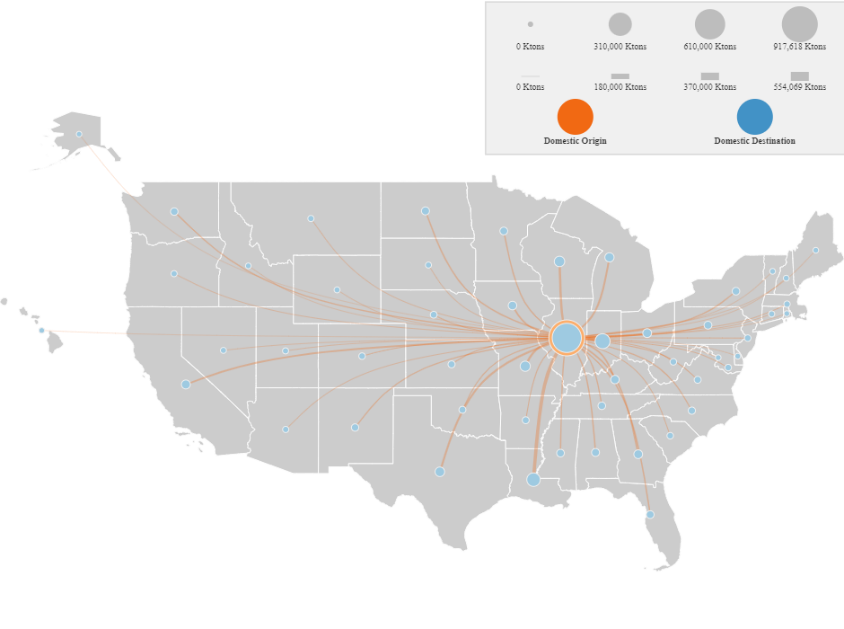 0 Ktons 310,000 Ktons 610,000 Ktons 917,618 Ktons
0 Ktons 180,000 Ktons 370,000 Ktons 554,069 Ktons
Domestic Origin Domestic Destination